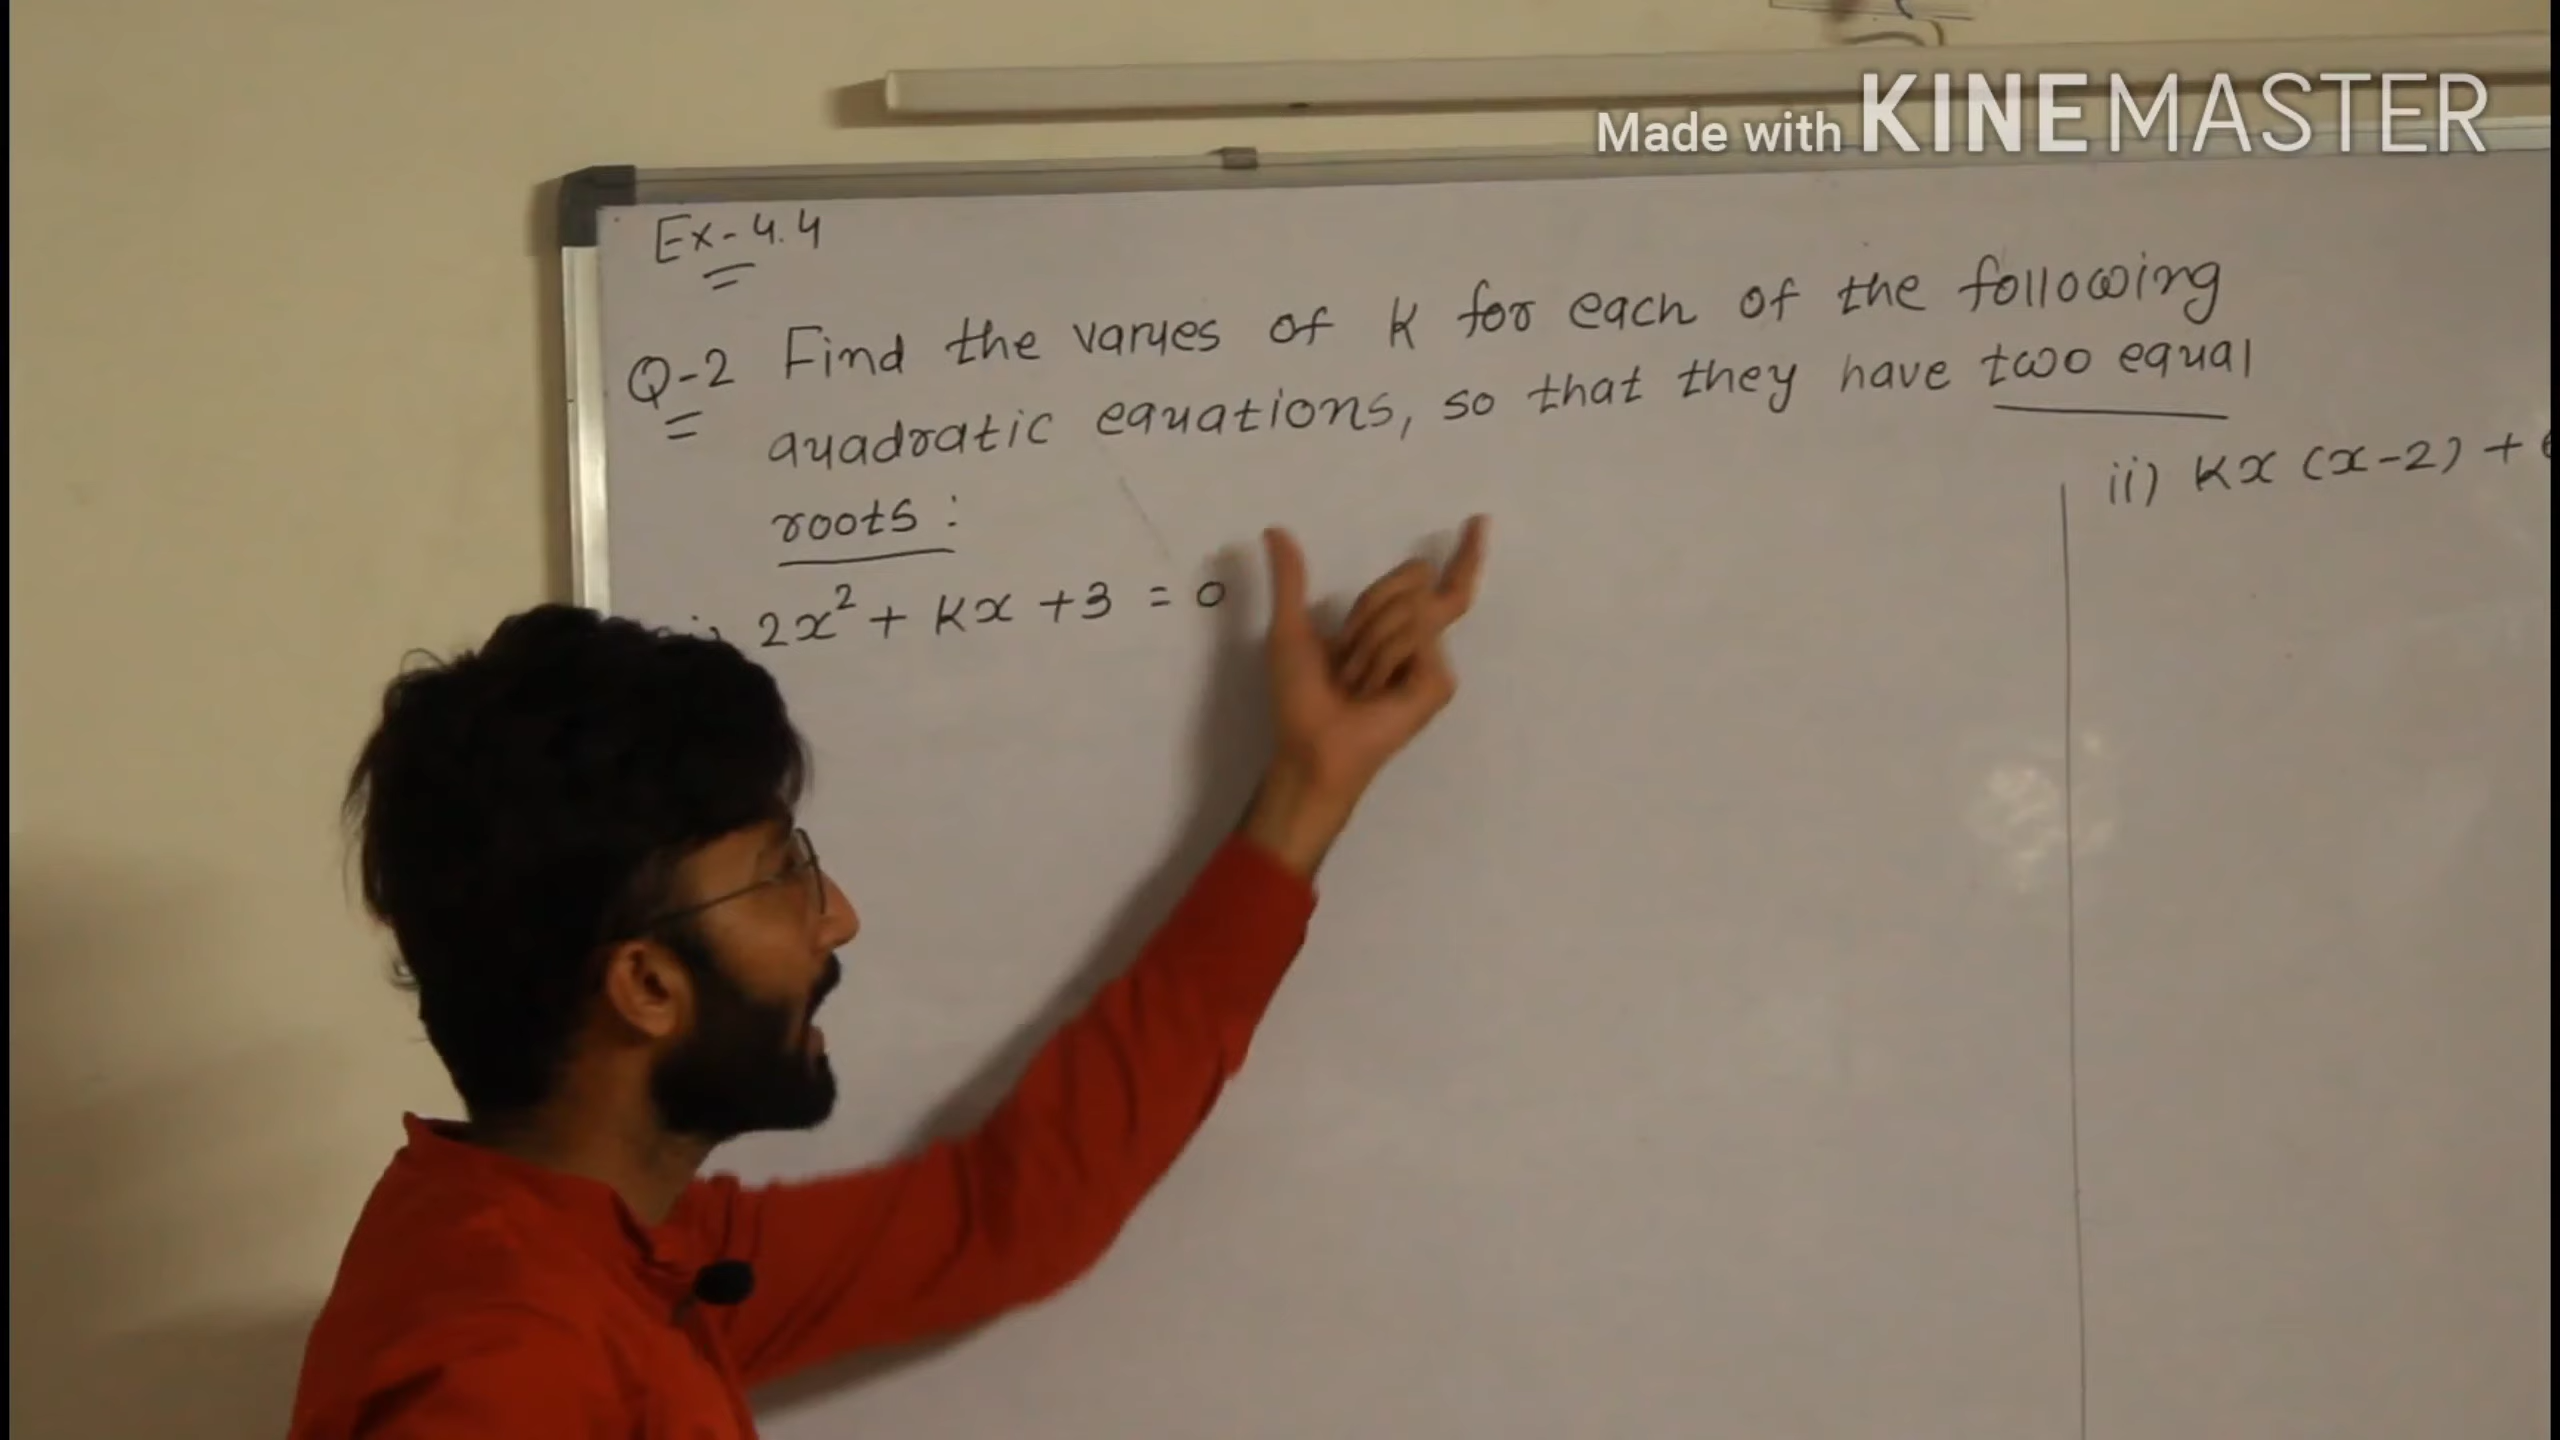 Made with KINEMASTER
Ex-4.4
Q-2 Find the varyes of K for each of the following
quadratic equations, so that they have two equal
roots :
2x² + Kx + 3 = 0
ii) Kx (x-2) +